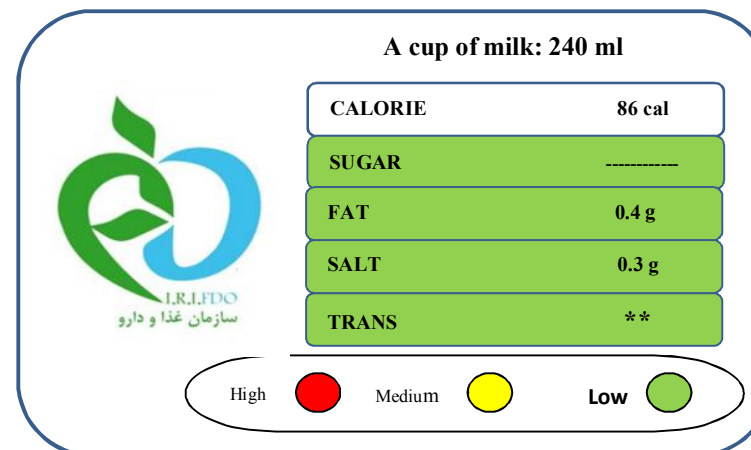 A cup of milk: 240 ml
CALORIE 86 cal
SUGAR ------------
FAT 0.4 g
SALT 0.3 g
TRANS **
I.R.I.FDO
سازمان غذا و دارو
High Medium Low